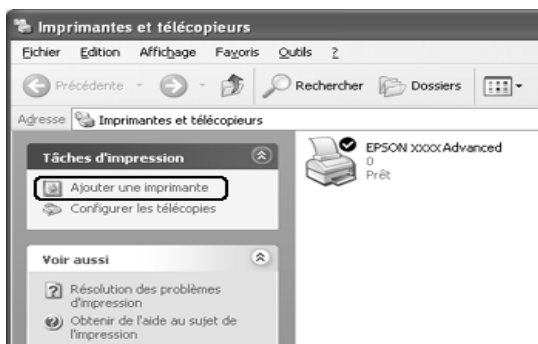 Imprimantes et télécopieurs
Fichier Edition Affichage Favoris Outils ?
Précédente Rechercher Dossiers
Adresse Imprimantes et télécopieurs
Tâches d'impression
Ajouter une imprimante
Configurer les télécopies
Voir aussi
Résolution des problèmes
d'impression
Obtenir de l'aide au sujet de
l'impression
EPSON XXXX Advanced
0
Prêt